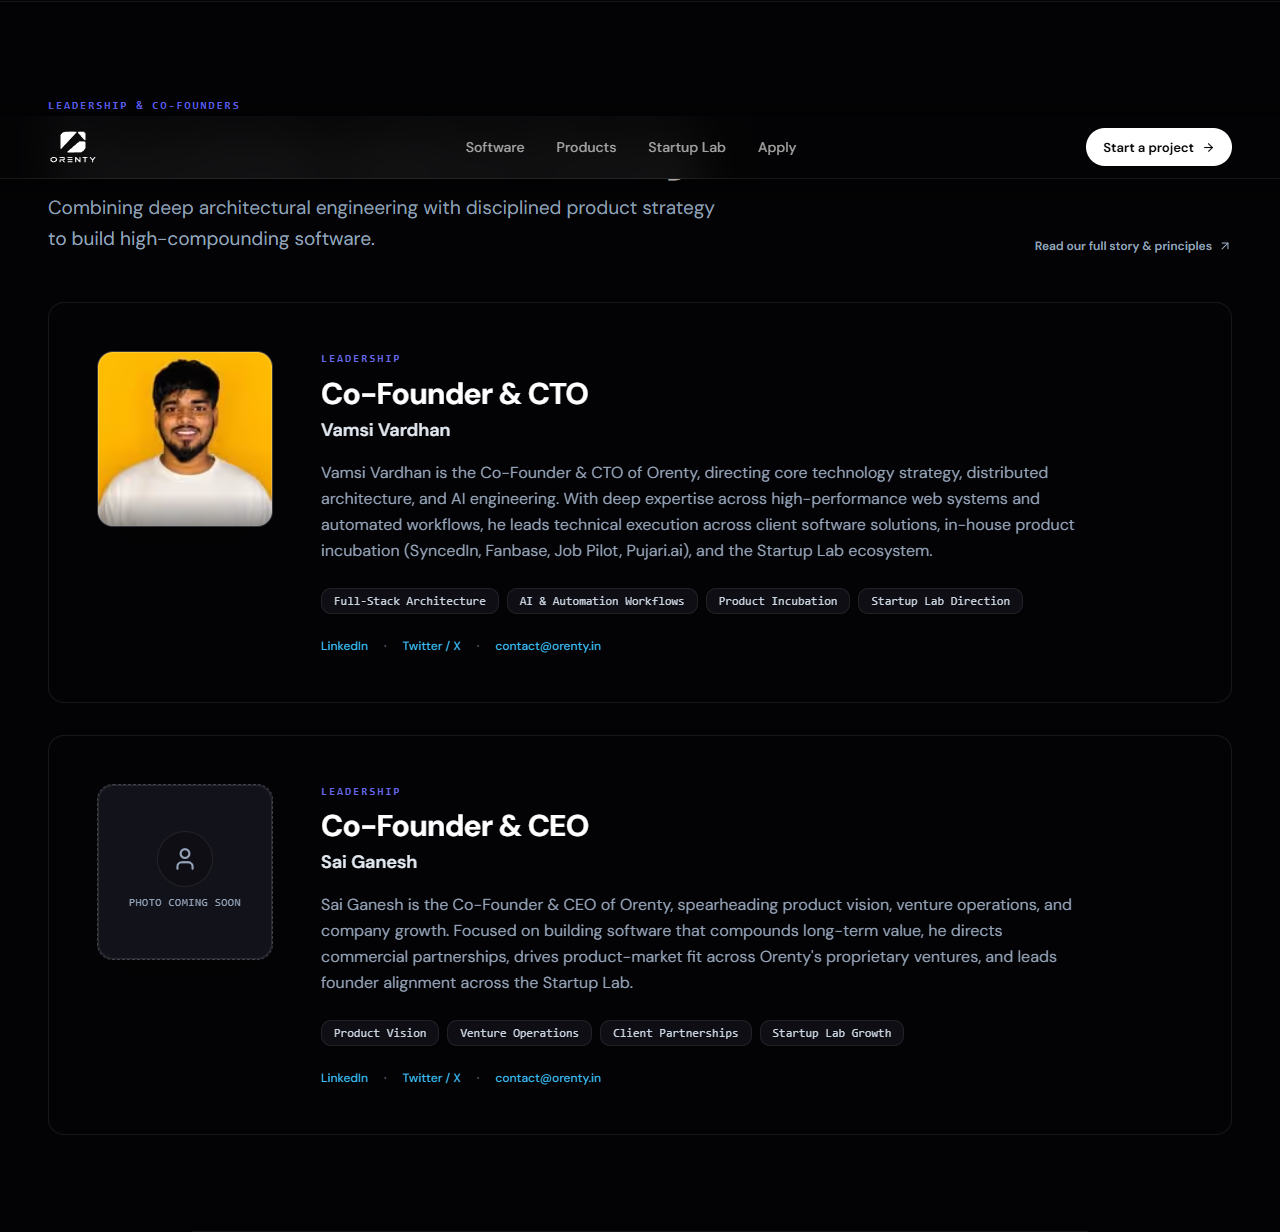 LEADERSHIP & CO-FOUNDERS
ORENTY
Software
Products
Startup Lab
Apply
Start a project →
Combining deep architectural engineering with disciplined product strategy
to build high-compounding software.
Read our full story & principles ↗
LEADERSHIP
Co-Founder & CTO
Vamsi Vardhan
Vamsi Vardhan is the Co-Founder & CTO of Orenty, directing core technology strategy, distributed
architecture, and AI engineering. With deep expertise across high-performance web systems and
automated workflows, he leads technical execution across client software solutions, in-house product
incubation (SyncedIn, Fanbase, Job Pilot, Pujari.ai), and the Startup Lab ecosystem.
Full-Stack Architecture
AI & Automation Workflows
Product Incubation
Startup Lab Direction
LinkedIn · Twitter / X · contact@orenty.in
LEADERSHIP
Co-Founder & CEO
Sai Ganesh
PHOTO COMING SOON
Sai Ganesh is the Co-Founder & CEO of Orenty, spearheading product vision, venture operations, and
company growth. Focused on building software that compounds long-term value, he directs
commercial partnerships, drives product-market fit across Orenty's proprietary ventures, and leads
founder alignment across the Startup Lab.
Product Vision
Venture Operations
Client Partnerships
Startup Lab Growth
LinkedIn · Twitter / X · contact@orenty.in